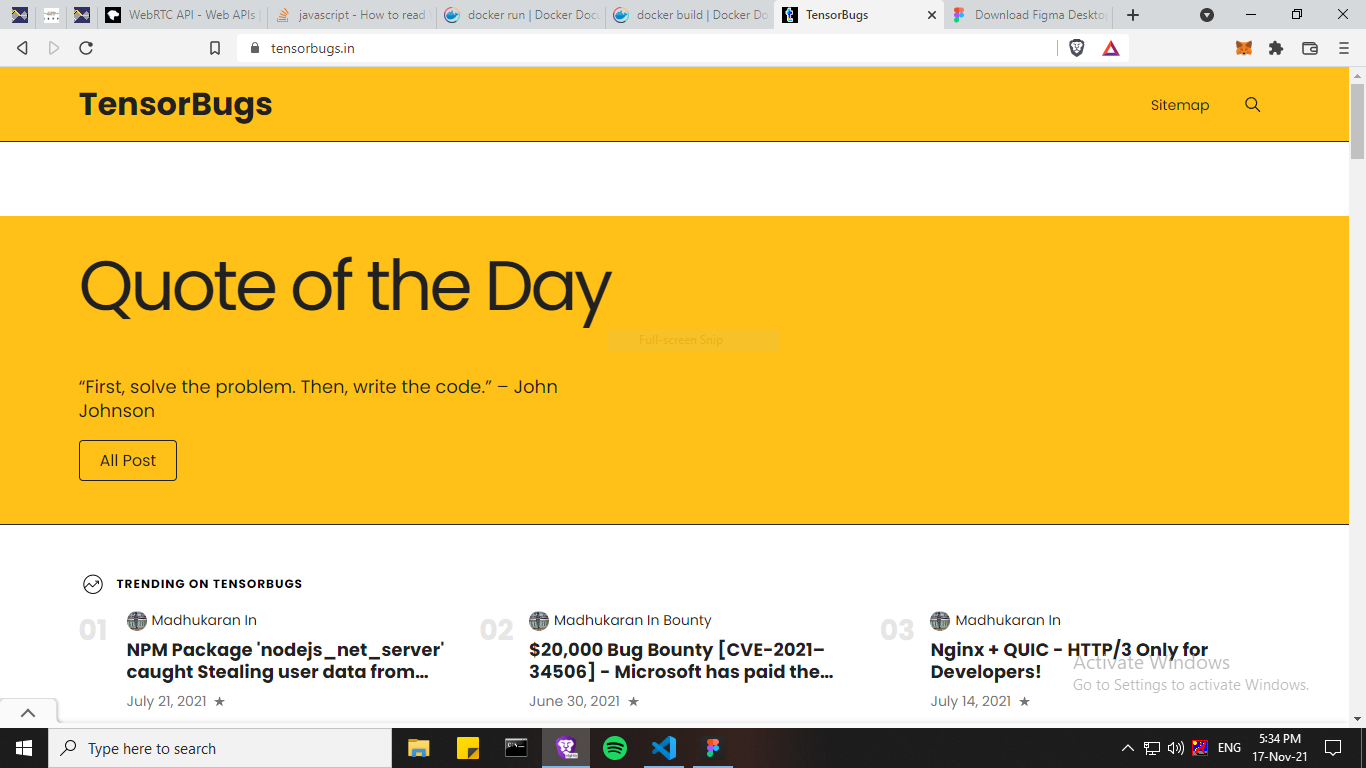 WebRTC API - Web APIs
javascript - How to read
docker run | Docker Doc
docker build | Docker Do
TensorBugs
Download Figma Deskto
tensorbugs.in
TensorBugs
Sitemap
Quote of the Day
Full-screen Snip
“First, solve the problem. Then, write the code.” – John
Johnson
All Post
TRENDING ON TENSORBUGS
01
Madhukaran In
NPM Package 'nodejs_net_server'
caught Stealing user data from...
July 21, 2021 ★
02
Madhukaran In Bounty
$20,000 Bug Bounty [CVE-2021–
34506] - Microsoft has paid the...
June 30, 2021 ★
03
Madhukaran In
Nginx + QUIC - HTTP/3 Only for
Developers!
July 14, 2021 ★
Activate Windows
Go to Settings to activate Windows.
Type here to search
ENG
5:34 PM
17-Nov-21